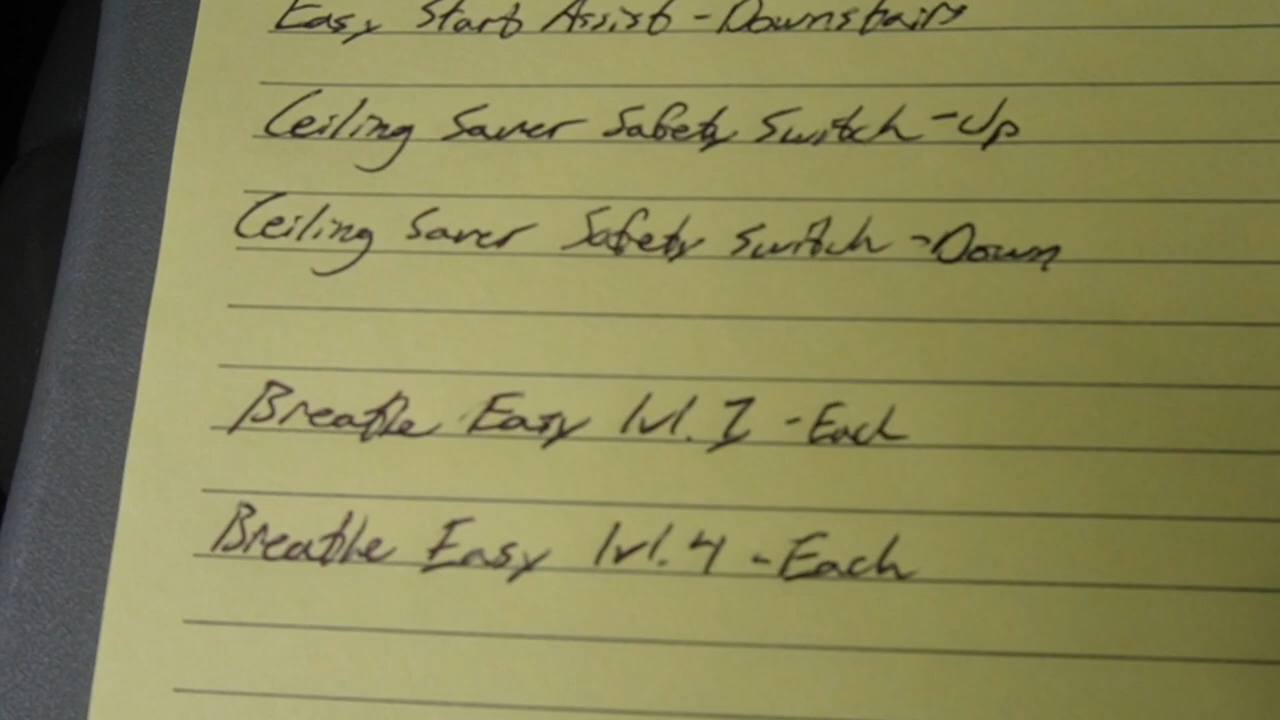 Easy Start Assist - Downstairs
Ceiling Saver Safety Switch - Up
Ceiling Saver Safety Switch - Down
Breathe Easy lvl. 1 - Each
Breathe Easy lvl. 4 - Each